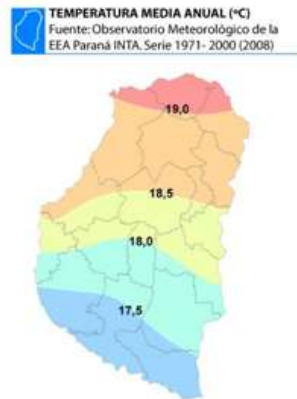 TEMPERATURA MEDIA ANUAL (ºC)
Fuente: Observatorio Meteorológico de la
EEA Paraná INTA. Serie 1971- 2000 (2008)
19,0
18,5
18,0
17,5